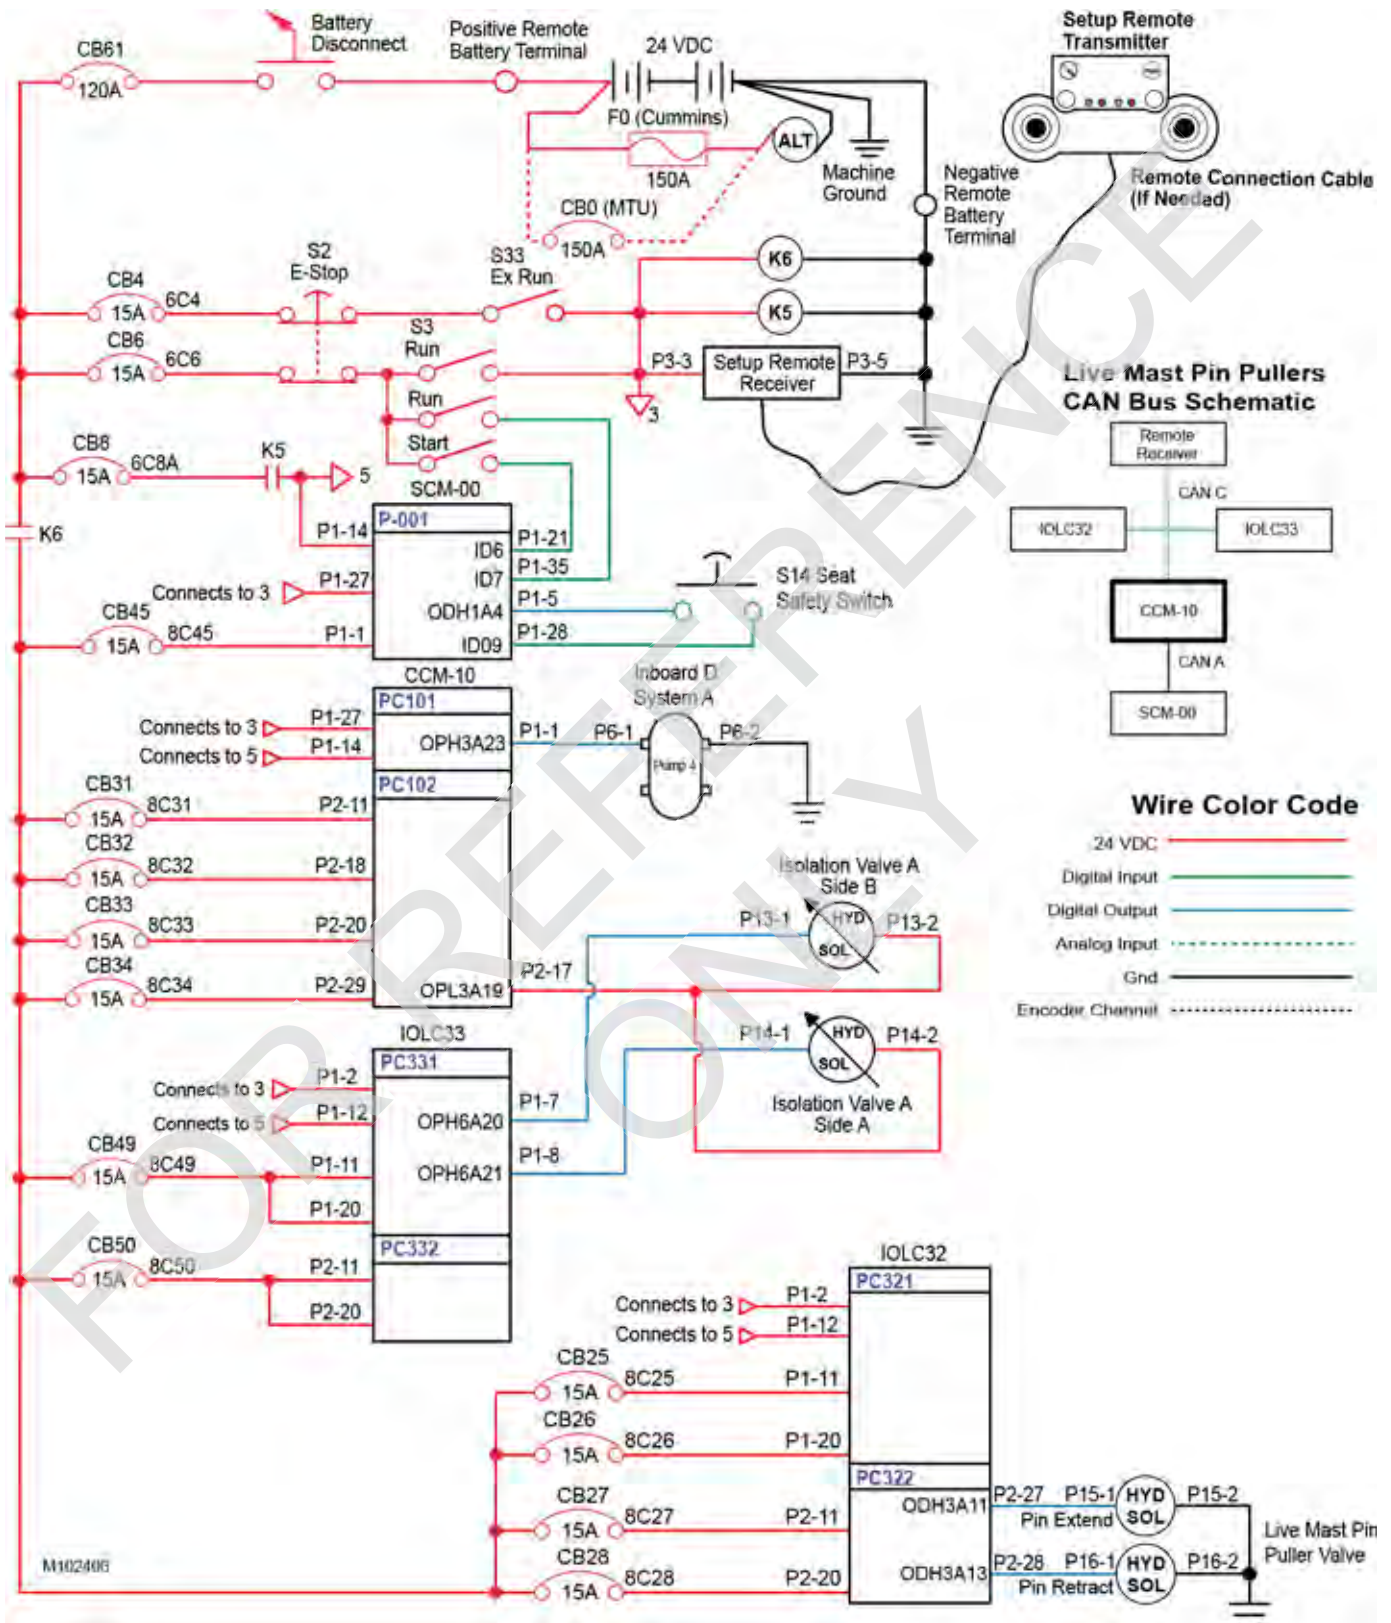 Battery
Disconnect
CB61
120A
Positive Remote
Battery Terminal
24 VDC
F0 (Cummins)
150A
ALT
Machine
Ground
CB0 (MTU)
150A
Negative
Remote
Battery
Terminal
Setup Remote
Transmitter
Remote Connection Cable
(If Needed)
S2
E-Stop
S33
Ex Run
K6
K5
CB4
15A
6C4
CB6
15A
6C6
S3
Run
Run
Start
P3-3
Setup Remote
Receiver
P3-5
3
CB8
15A
6C8A
K5
5
K6
SCM-00
P-001
P1-14
P1-27
Connects to 3
CB45
15A
8C45
P1-1
ID6
P1-21
ID7
P1-35
ODH1A4
P1-5
ID09
P1-28
S14 Seat
Safety Switch
Live Mast Pin Pullers
CAN Bus Schematic
Remote
Receiver
CAN C
IOLC32
IOLC33
CCM-10
CAN A
SCM-00
CCM-10
PC101
Connects to 3
P1-27
Connects to 5
P1-14
OPH3A23
P1-1
P6-1
Inboard D
System A
Pump 4
P6-2
PC102
CB31
15A
8C31
P2-11
CB32
15A
8C32
P2-18
CB33
15A
8C33
P2-20
CB34
15A
8C34
P2-29
OPL3A19
P2-17
Isolation Valve A
Side B
P13-1
HYD
SOL
P13-2
P14-1
HYD
SOL
P14-2
Isolation Valve A
Side A
Wire Color Code
24 VDC
Digital Input
Digital Output
Analog Input
Gnd
Encoder Channel
IOLC33
PC331
Connects to 3
P1-2
Connects to 5
P1-12
CB49
15A
8C49
P1-11
P1-20
OPH6A20
P1-7
OPH6A21
P1-8
PC332
CB50
15A
8C50
P2-11
P2-20
IOLC32
PC321
Connects to 3
P1-2
Connects to 5
P1-12
CB25
15A
8C25
P1-11
CB26
15A
8C26
P1-20
PC322
CB27
15A
8C27
P2-11
CB28
15A
8C28
P2-20
ODH3A11
P2-27
P15-1
HYD
SOL
P15-2
Pin Extend
ODH3A13
P2-28
P16-1
HYD
SOL
P16-2
Pin Retract
Live Mast Pin
Puller Valve
M102406
FOR REFERENCE
ONLY